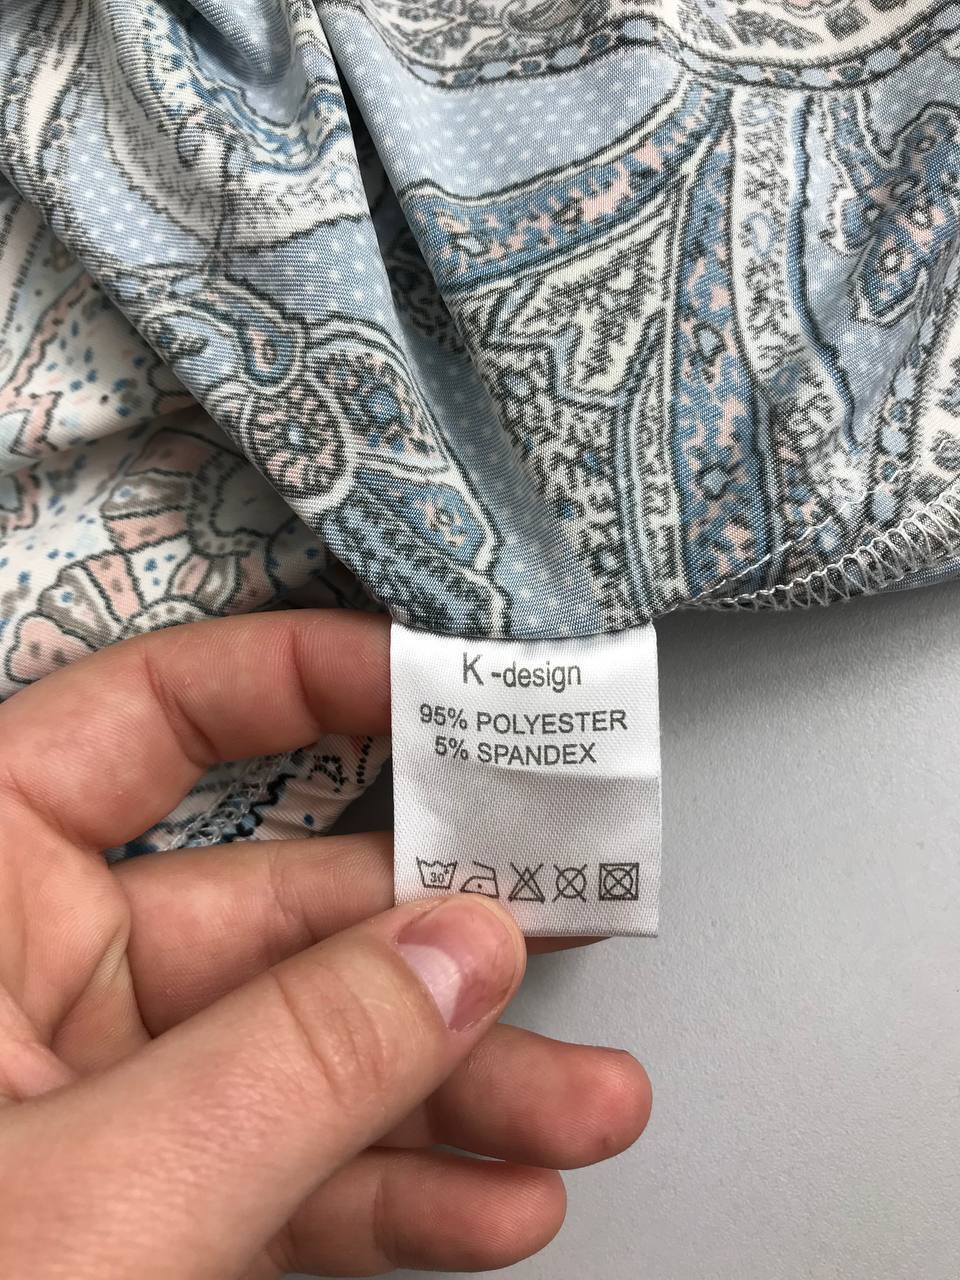 K-design
95% POLYESTER
5% SPANDEX
30°